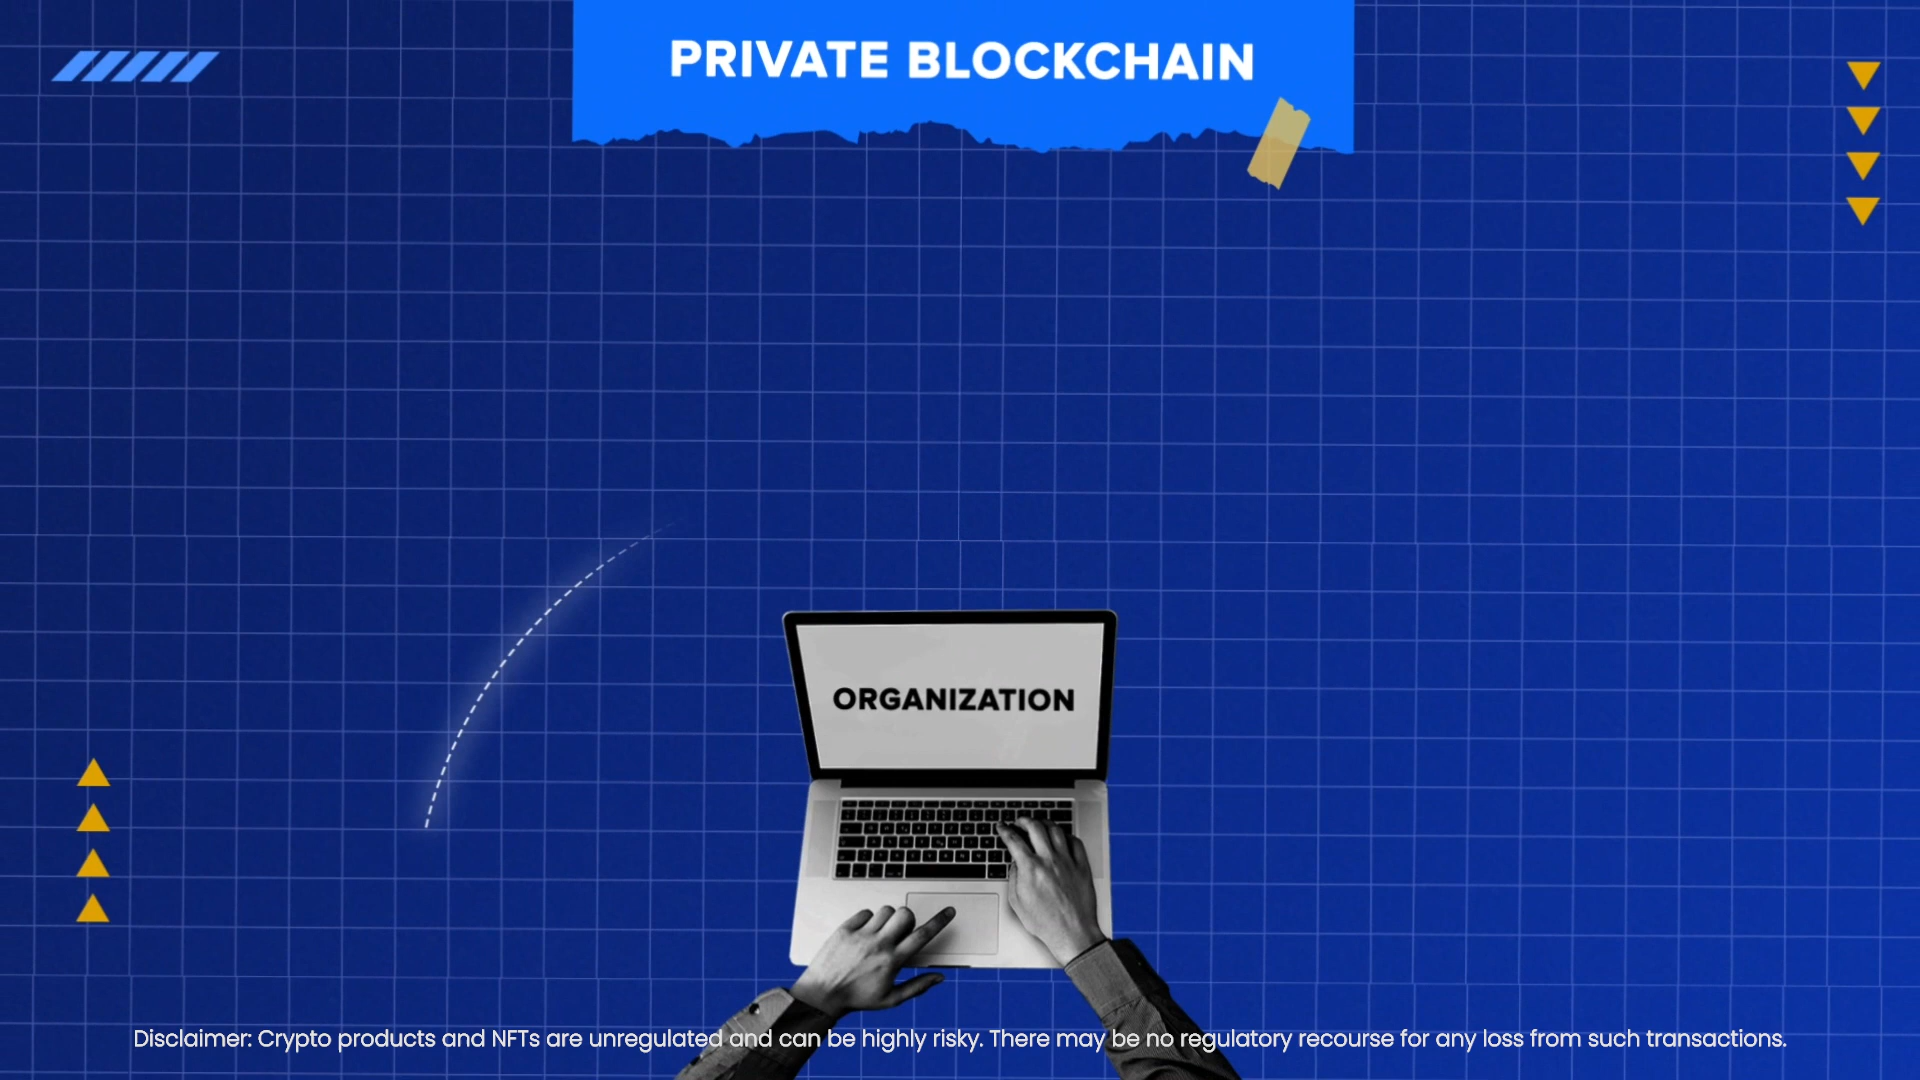 PRIVATE BLOCKCHAIN
ORGANIZATION
Disclaimer: Crypto products and NFTs are unregulated and can be highly risky. There may be no regulatory recourse for any loss from such transactions.